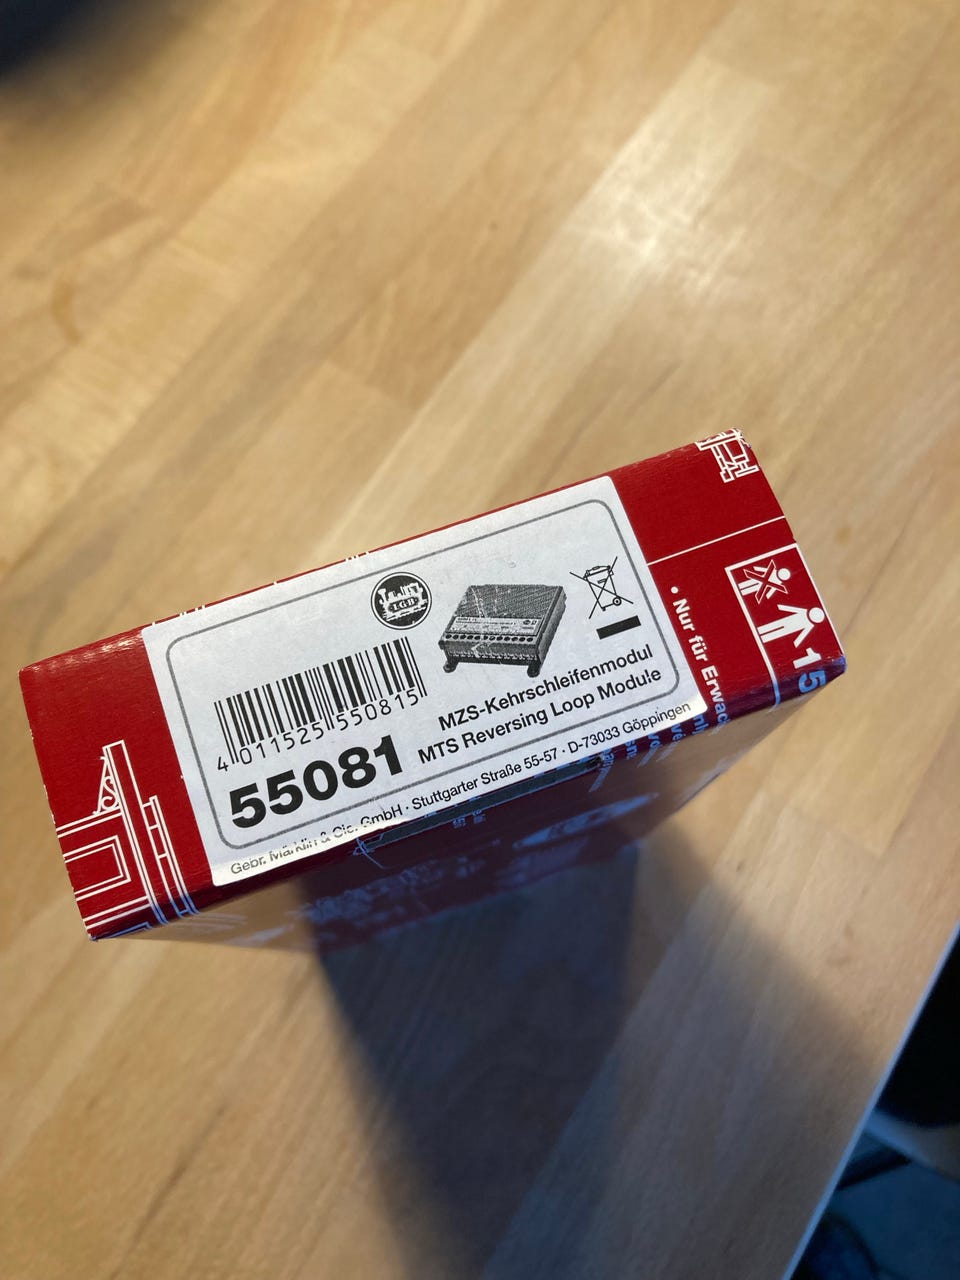 LGB
4 011525 550815
55081
MZS-Kehrschleifenmodul
MTS Reversing Loop Module
Gebr. Märklin & Cie. GmbH · Stuttgarter Straße 55-57 · D-73033 Göppingen
• Nur für
15